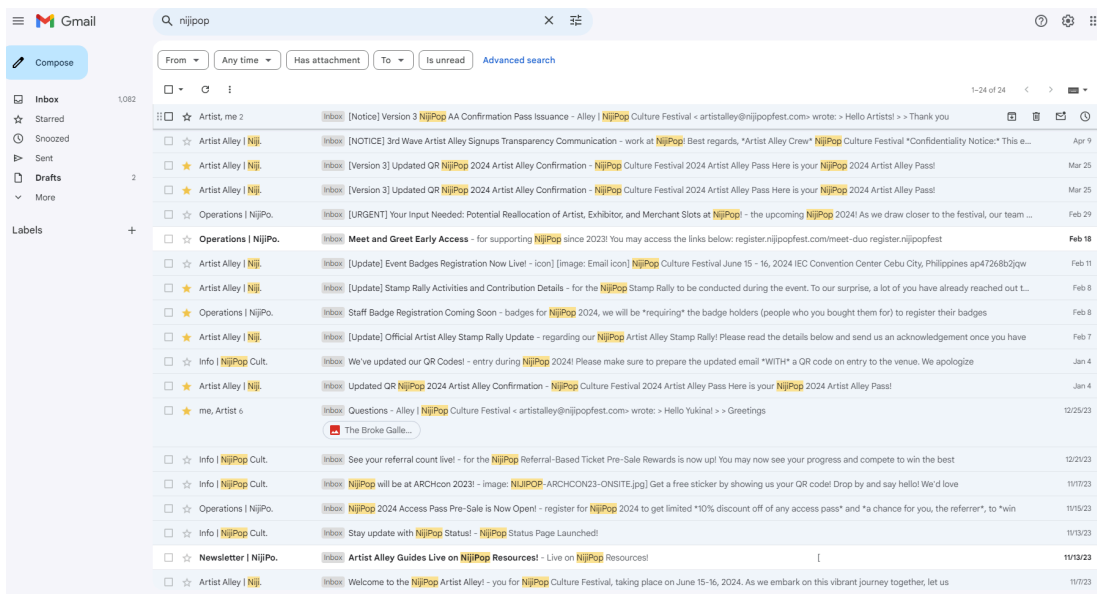 Gmail
nijipop
Compose
Inbox 1,082
Starred
Snoozed
Sent
Drafts 2
More
Labels +
From Any time Has attachment To Is unread Advanced search
1–24 of 24
Artist, me 2 Inbox [Notice] Version 3 NijiPop AA Confirmation Pass Issuance - Alley | NijiPop Culture Festival < artistalley@nijipopfest.com> wrote: > Hello Artists! > > Thank you
Artist Alley | Niji. Inbox [NOTICE] 3rd Wave Artist Alley Signups Transparency Communication - work at NijiPop! Best regards, *Artist Alley Crew* NijiPop Culture Festival *Confidentiality Notice:* This e... Apr 9
Artist Alley | Niji. Inbox [Version 3] Updated QR NijiPop 2024 Artist Alley Confirmation - NijiPop Culture Festival 2024 Artist Alley Pass Here is your NijiPop 2024 Artist Alley Pass! Mar 25
Artist Alley | Niji. Inbox [Version 3] Updated QR NijiPop 2024 Artist Alley Confirmation - NijiPop Culture Festival 2024 Artist Alley Pass Here is your NijiPop 2024 Artist Alley Pass! Mar 25
Operations | NijiPo. Inbox [URGENT] Your Input Needed: Potential Reallocation of Artist, Exhibitor, and Merchant Slots at NijiPop! - the upcoming NijiPop 2024! As we draw closer to the festival, our team ... Feb 29
Operations | NijiPo. Inbox Meet and Greet Early Access - for supporting NijiPop since 2023! You may access the links below: register.nijipopfest.com/meet-duo register.nijipopfest Feb 18
Artist Alley | Niji. Inbox [Update] Event Badges Registration Now Live! - icon] [image: Email icon] NijiPop Culture Festival June 15 - 16, 2024 IEC Convention Center Cebu City, Philippines ap47268b2jqw Feb 11
Artist Alley | Niji. Inbox [Update] Stamp Rally Activities and Contribution Details - for the NijiPop Stamp Rally to be conducted during the event. To our surprise, a lot of you have already reached out t... Feb 8
Operations | NijiPo. Inbox Staff Badge Registration Coming Soon - badges for NijiPop 2024, we will be *requiring* the badge holders (people who you bought them for) to register their badges Feb 8
Artist Alley | Niji. Inbox [Update] Official Artist Alley Stamp Rally Update - regarding our NijiPop Artist Alley Stamp Rally! Please read the details below and send us an acknowledgement once you have Feb 7
Info | NijiPop Cult. Inbox We've updated our QR Codes! - entry during NijiPop 2024! Please make sure to prepare the updated email *WITH* a QR code on entry to the venue. We apologize Jan 4
Artist Alley | Niji. Inbox Updated QR NijiPop 2024 Artist Alley Confirmation - NijiPop Culture Festival 2024 Artist Alley Pass Here is your NijiPop 2024 Artist Alley Pass! Jan 4
me, Artist 6 Inbox Questions - Alley | NijiPop Culture Festival < artistalley@nijipopfest.com> wrote: > Hello Yukina! > > Greetings 12/25/23
The Broke Galle...
Info | NijiPop Cult. Inbox See your referral count live! - for the NijiPop Referral-Based Ticket Pre-Sale Rewards is now up! You may now see your progress and compete to win the best 12/21/23
Info | NijiPop Cult. Inbox NijiPop will be at ARCHcon 2023! - image: NIJIPOP-ARCHCON23-ONSITE.jpg] Get a free sticker by showing us your QR code! Drop by and say hello! We'd love 11/17/23
Operations | NijiPo. Inbox NijiPop 2024 Access Pass Pre-Sale is Now Open! - register for NijiPop 2024 to get limited *10% discount off of any access pass* and *a chance for you, the referrer*, to *win 11/15/23
Info | NijiPop Cult. Inbox Stay update with NijiPop Status! - NijiPop Status Page Launched! 11/13/23
Newsletter | NijiPo. Inbox Artist Alley Guides Live on NijiPop Resources! - Live on NijiPop Resources! [ 11/13/23
Artist Alley | Niji. Inbox Welcome to the NijiPop Artist Alley! - you for NijiPop Culture Festival, taking place on June 15-16, 2024. As we embark on this vibrant journey together, let us 11/7/23